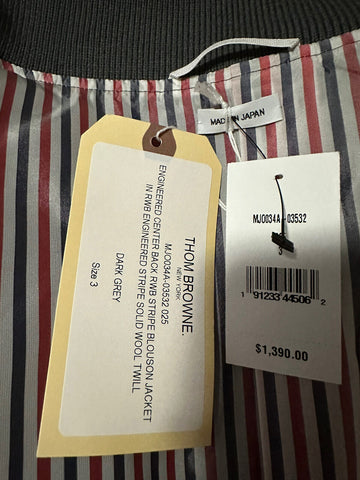 MADE IN JAPAN
THOM BROWNE.
NEW YORK
MJO034A-03532 025
ENGINEERED CENTER BACK RWB STRIPE BLOUSON JACKET
IN RWB ENGINEERED STRIPE SOLID WOOL TWILL
DARK GREY
Size 3
MJO034A-03532
1 91233 44506 2
$1,390.00